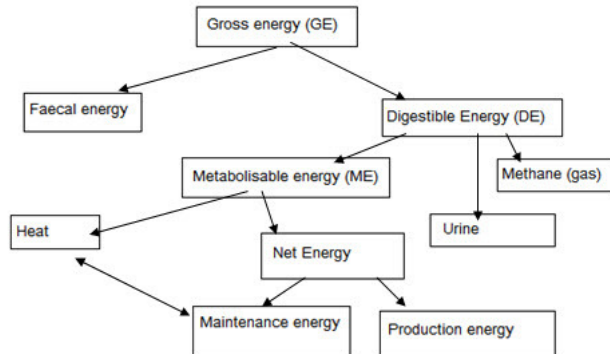 Gross energy (GE)
Faecal energy
Digestible Energy (DE)
Metabolisable energy (ME)
Methane (gas)
Heat
Urine
Net Energy
Maintenance energy
Production energy